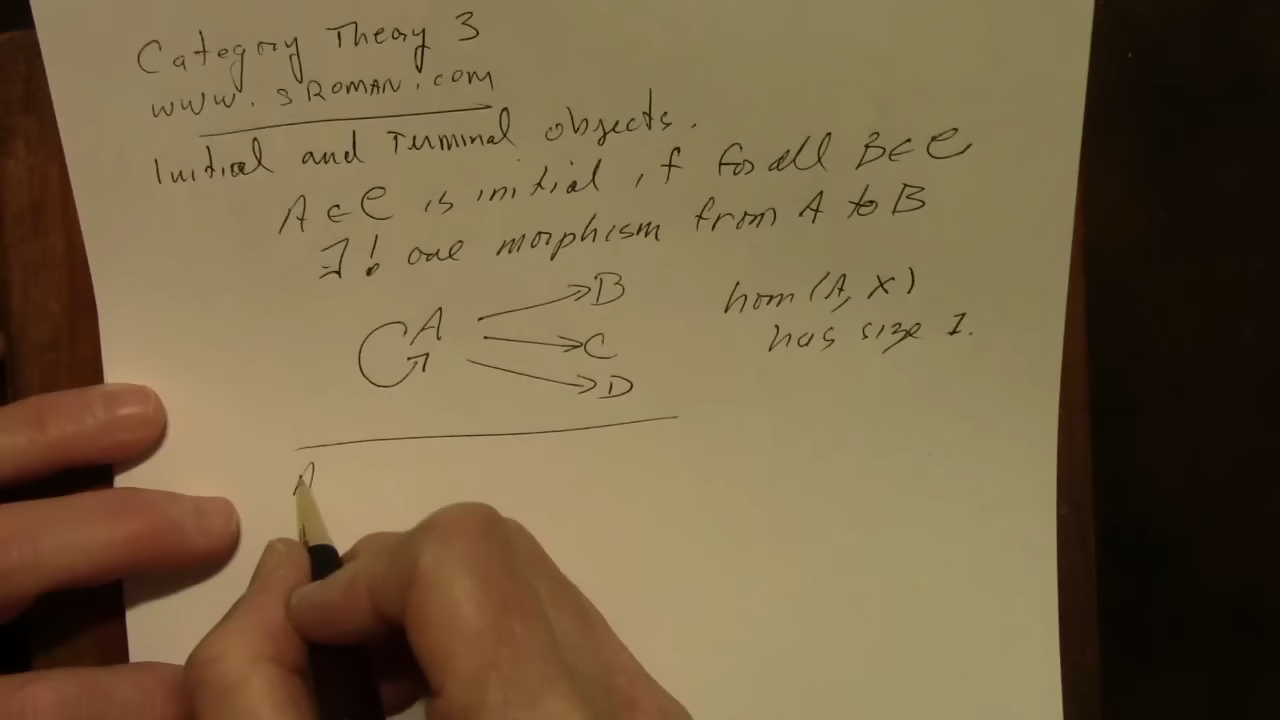 Category Theory 3
www.SROMAN.com
Initial and Terminal objects.
A ∈ C is initial if for all B ∈ C
∃! one morphism from A to B
A B
C
D
hom(A, X)
has size 1.
A